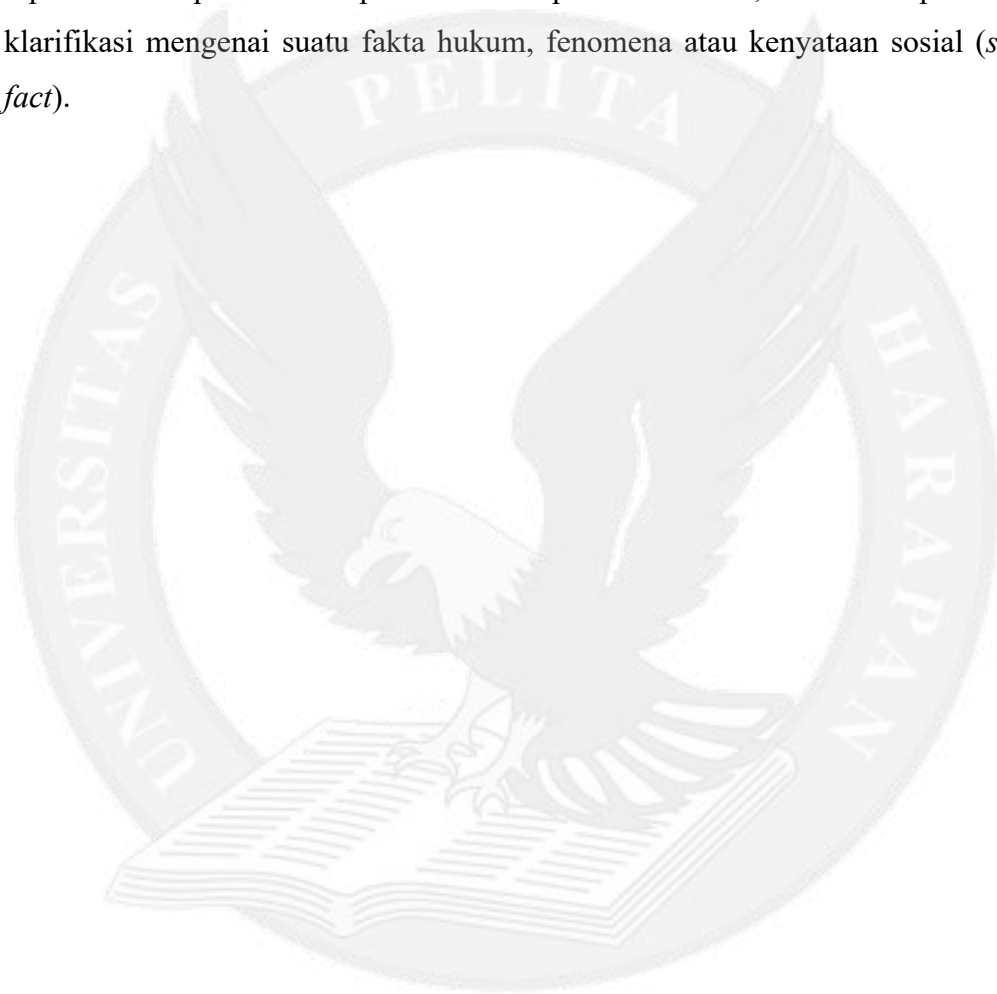 klarifikasi mengenai suatu fakta hukum, fenomena atau kenyataan sosial (s
fact).
PELITA
UNIVERSITAS
HARAPAN